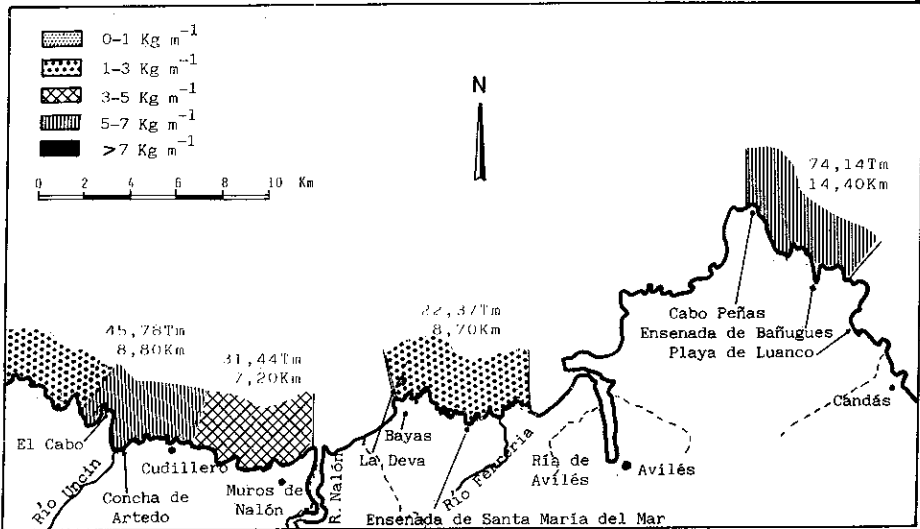 0-1 Kg m⁻¹
1-3 Kg m⁻¹
3-5 Kg m⁻¹
5-7 Kg m⁻¹
>7 Kg m⁻¹
0 2 4 6 8 10 Km
N
74,14Tm
14,40Km
22,37Tm
8,70Km
45,78Tm
8,80Km
31,44Tm
7,20Km
Cabo Peñas
Ensenada de Bañugues
Playa de Luanco
Candás
El Cabo
Río Uncin
Concha de
Artedo
Cudillero
Muros de
Nalón
R. Nalón
Bayas
La Deva
Río Ferrería
Ensenada de Santa María del Mar
Ría de
Avilés
Avilés